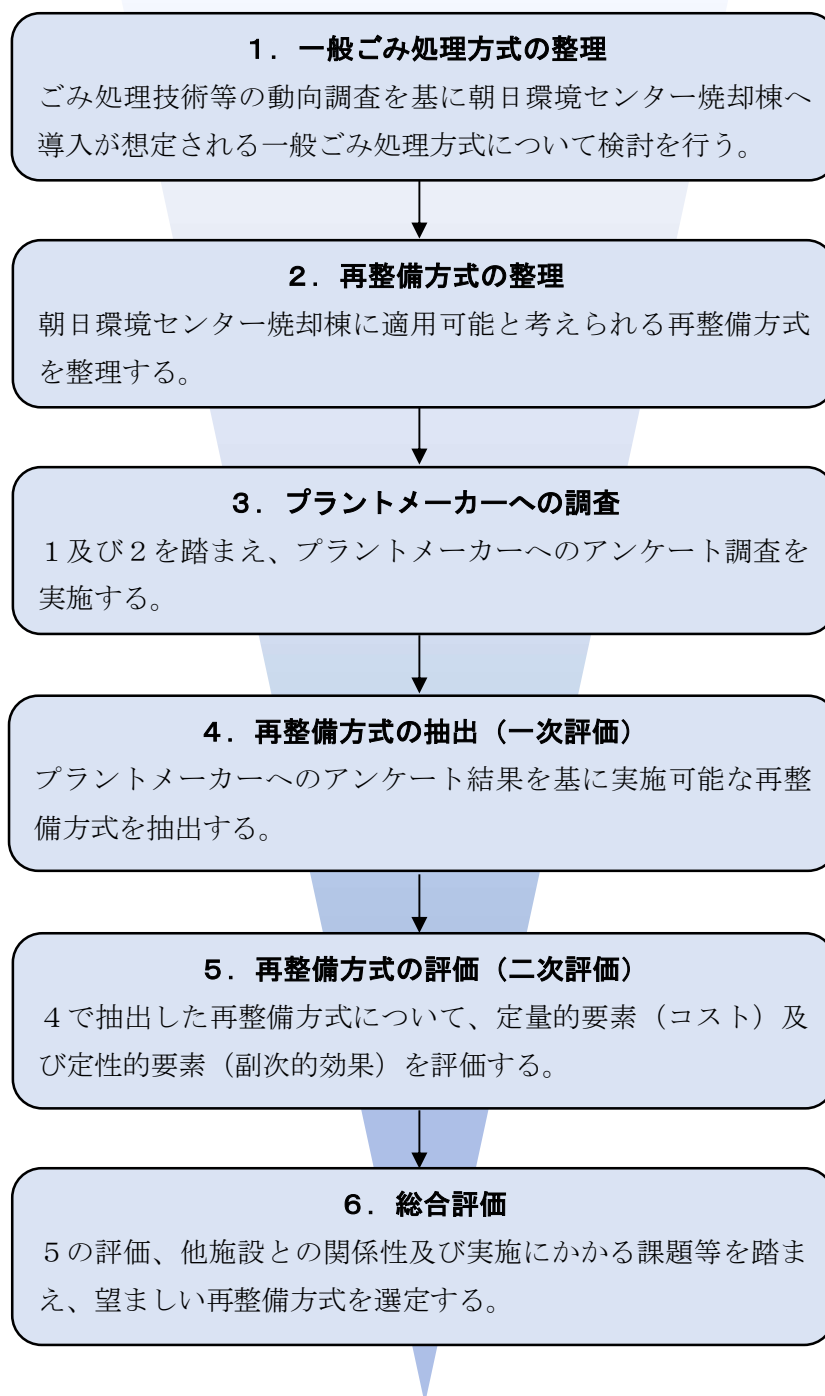 １．一般ごみ処理方式の整理
ごみ処理技術等の動向調査を基に朝日環境センター焼却棟へ
導入が想定される一般ごみ処理方式について検討を行う。
２．再整備方式の整理
朝日環境センター焼却棟に適用可能と考えられる再整備方式
を整理する。
３．プラントメーカーへの調査
１及び２を踏まえ、プラントメーカーへのアンケート調査を
実施する。
４．再整備方式の抽出（一次評価）
プラントメーカーへのアンケート結果を基に実施可能な再整
備方式を抽出する。
５．再整備方式の評価（二次評価）
４で抽出した再整備方式について、定量的要素（コスト）及
び定性的要素（副次的効果）を評価する。
６．総合評価
５の評価、他施設との関係性及び実施にかかる課題等を踏ま
え、望ましい再整備方式を選定する。